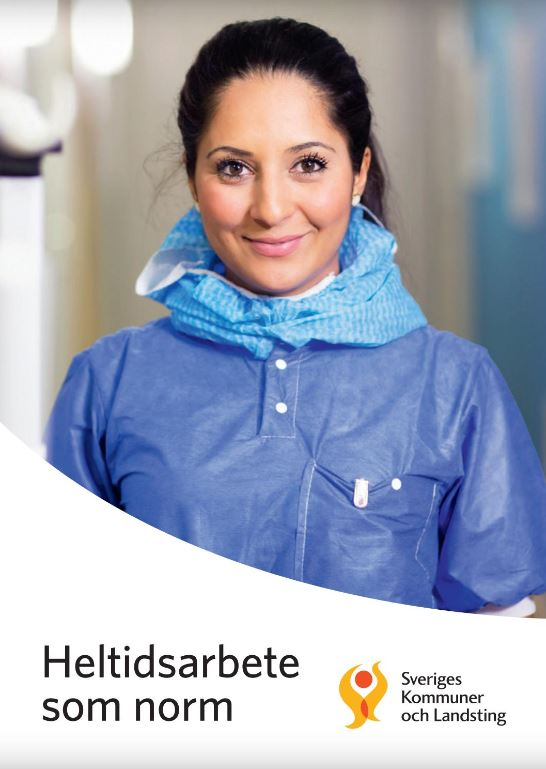 Heltidsarbete
som norm
Sveriges
Kommuner
och Landsting